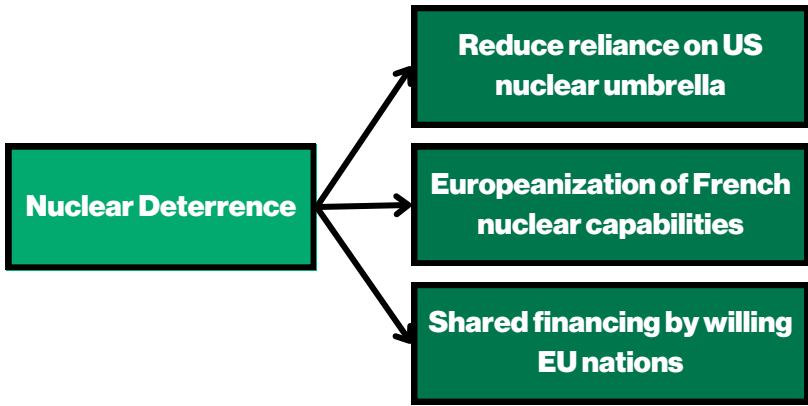 Reduce reliance on US
nuclear umbrella
Nuclear Deterrence
Europeanization of French
nuclear capabilities
Shared financing by willing
EU nations